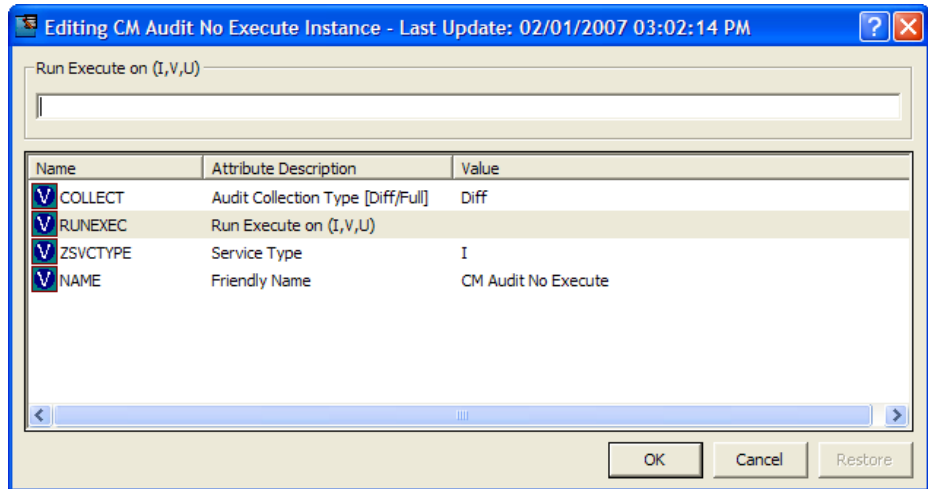 Editing CM Audit No Execute Instance - Last Update: 02/01/2007 03:02:14 PM
Run Execute on (I,V,U)
Name Attribute Description Value
V COLLECT Audit Collection Type [Diff/Full] Diff
V RUNEXEC Run Execute on (I,V,U)
V ZSVCTYPE Service Type I
V NAME Friendly Name CM Audit No Execute
OK Cancel Restore